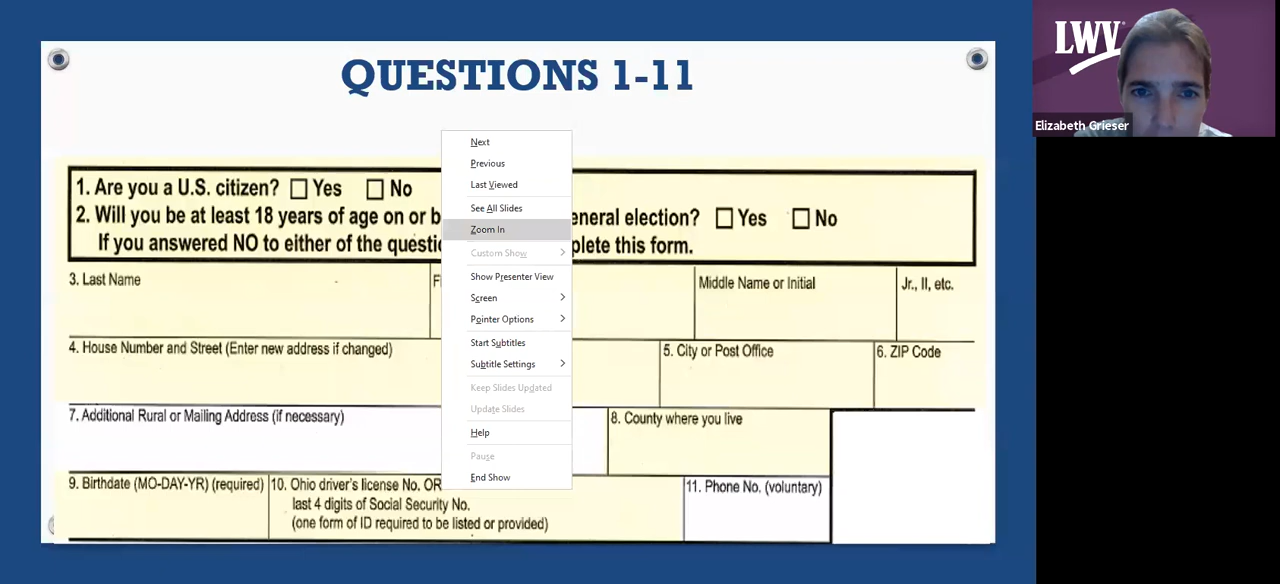 QUESTIONS 1-11
LWV
Elizabeth Grieser
1. Are you a U.S. citizen? Yes No
2. Will you be at least 18 years of age on or eneral election? Yes No
If you answered NO to either of the plete this form.
3. Last Name
Middle Name or Initial
Jr., II, etc.
4. House Number and Street (Enter new address if changed)
5. City or Post Office
6. ZIP Code
7. Additional Rural or Mailing Address (if necessary)
8. County where you live
9. Birthdate (MO-DAY-YR) (required)
10. Ohio driver's license No. OR
last 4 digits of Social Security No.
(one form of ID required to be listed or provided)
11. Phone No. (voluntary)
Next
Previous
Last Viewed
See All Slides
Zoom In
Custom Show
Show Presenter View
Screen
Pointer Options
Start Subtitles
Subtitle Settings
Keep Slides Updated
Update Slides
Help
Pause
End Show